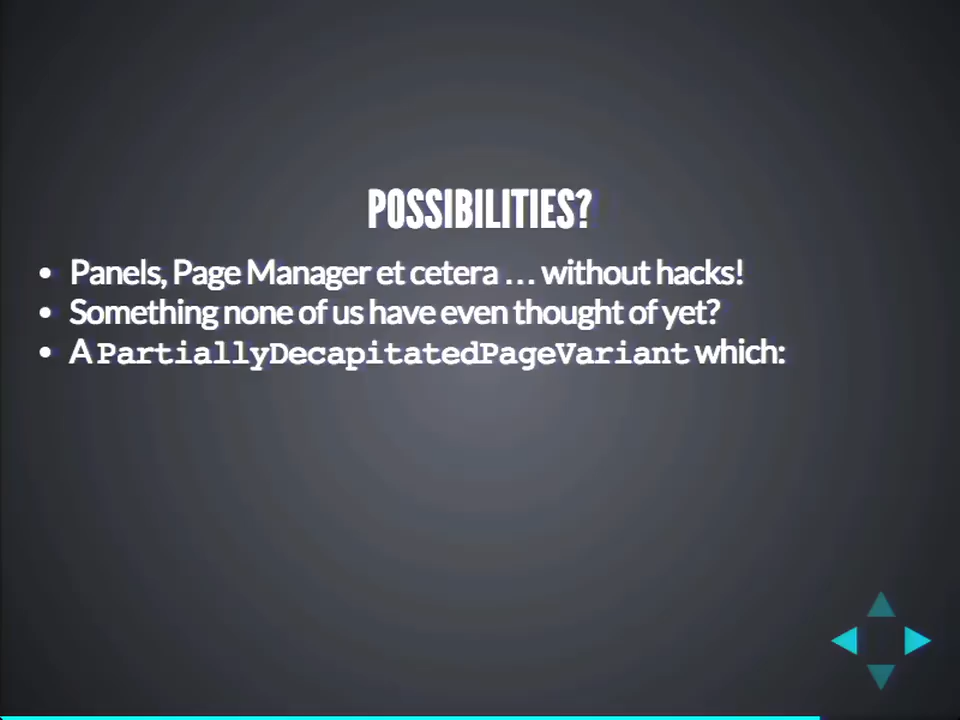 POSSIBILITIES?
• Panels, Page Manager et cetera … without hacks!
• Something none of us have even thought of yet?
• A PartiallyDecapitatedPageVariant which: